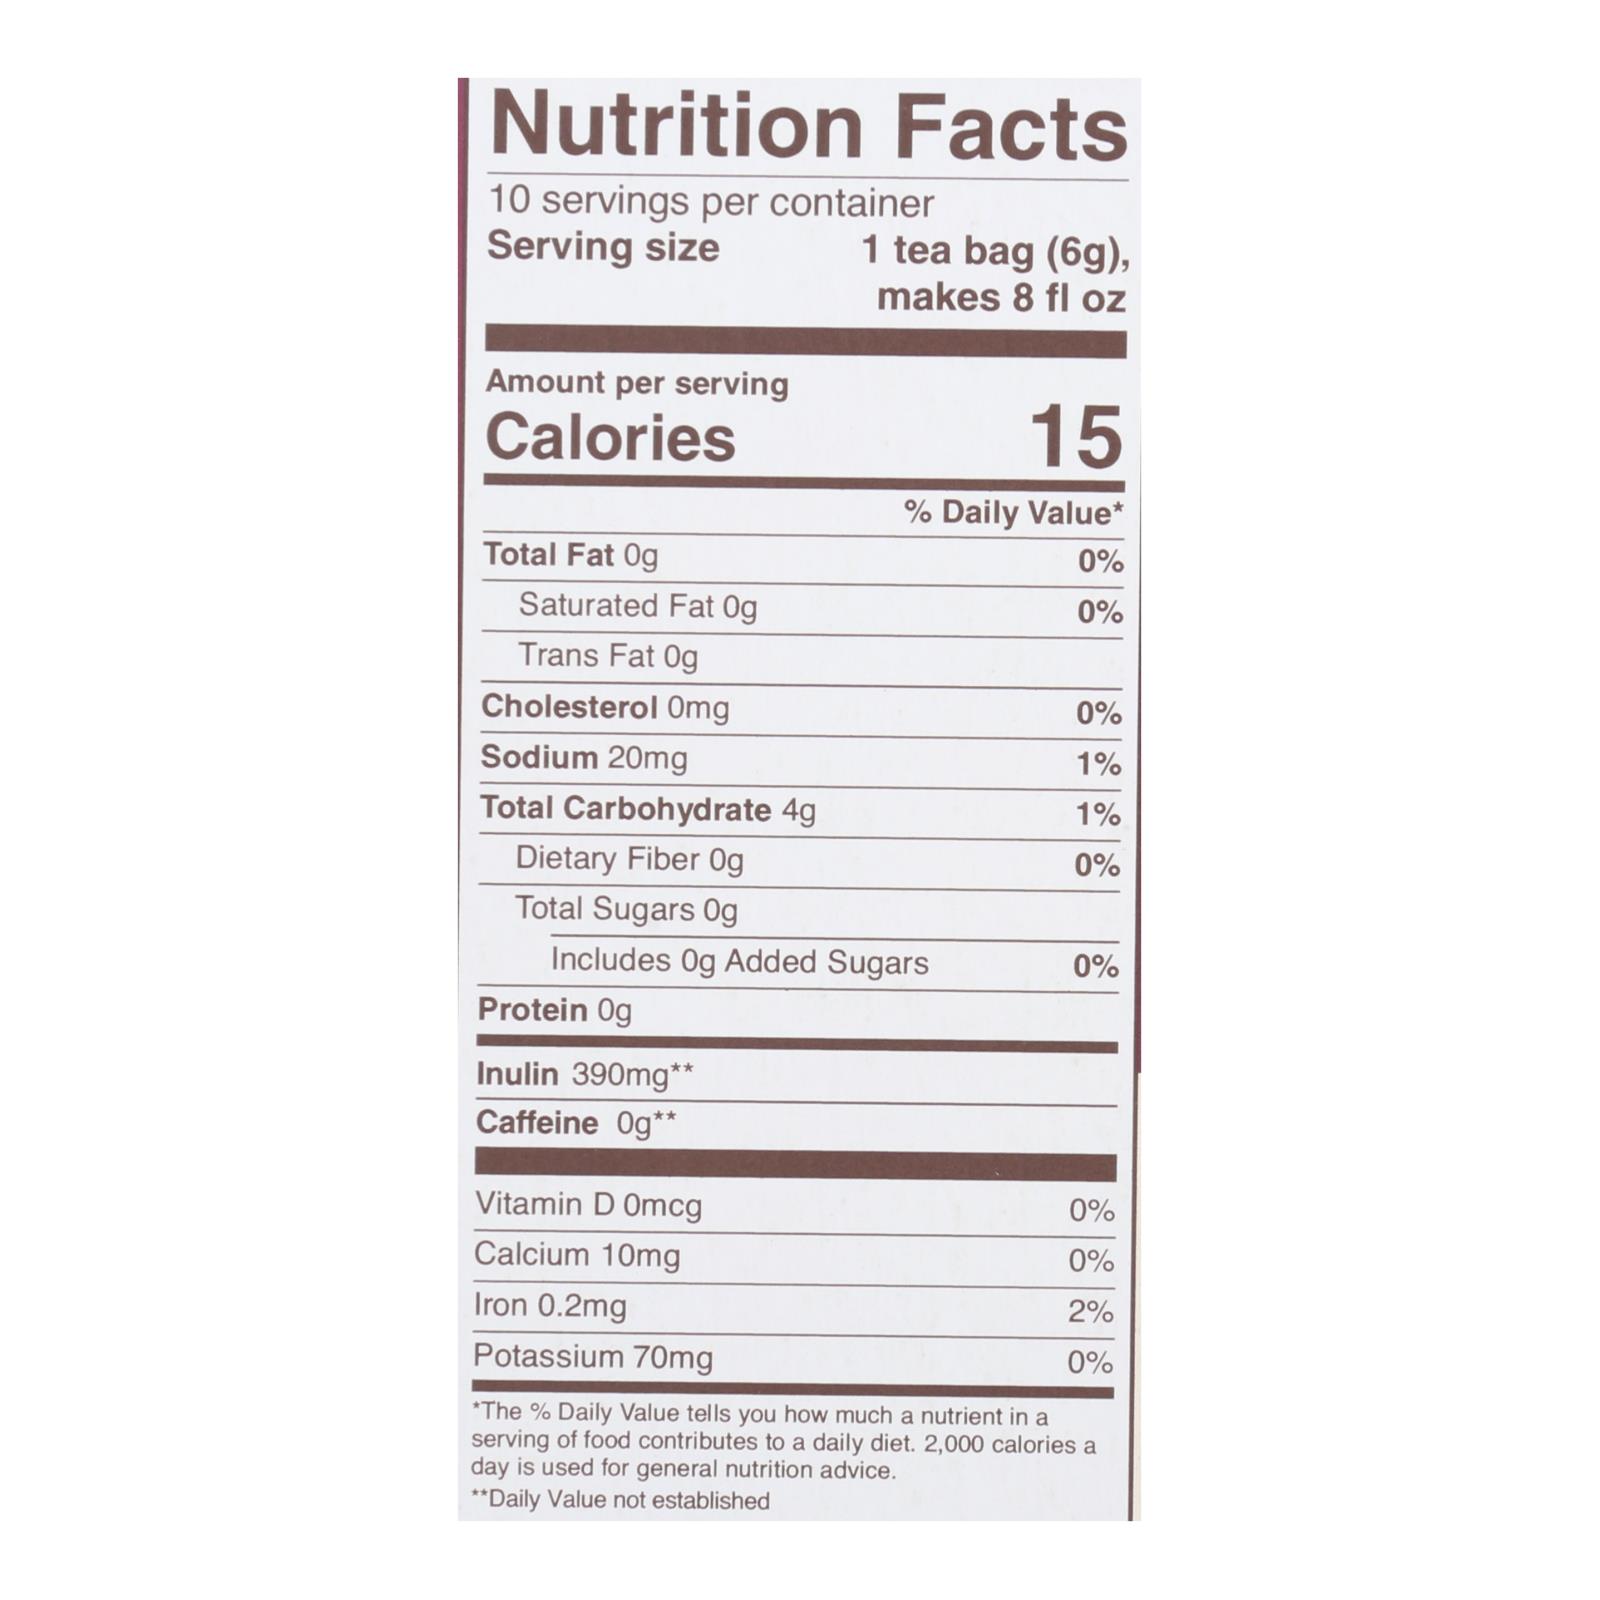 Nutrition Facts
10 servings per container
Serving size 1 tea bag (6g),
makes 8 fl oz
Amount per serving
Calories 15
% Daily Value*
Total Fat 0g 0%
Saturated Fat 0g 0%
Trans Fat 0g
Cholesterol 0mg 0%
Sodium 20mg 1%
Total Carbohydrate 4g 1%
Dietary Fiber 0g 0%
Total Sugars 0g
Includes 0g Added Sugars 0%
Protein 0g
Inulin 390mg**
Caffeine 0g**
Vitamin D 0mcg 0%
Calcium 10mg 0%
Iron 0.2mg 2%
Potassium 70mg 0%
*The % Daily Value tells you how much a nutrient in a
serving of food contributes to a daily diet. 2,000 calories a
day is used for general nutrition advice.
**Daily Value not established